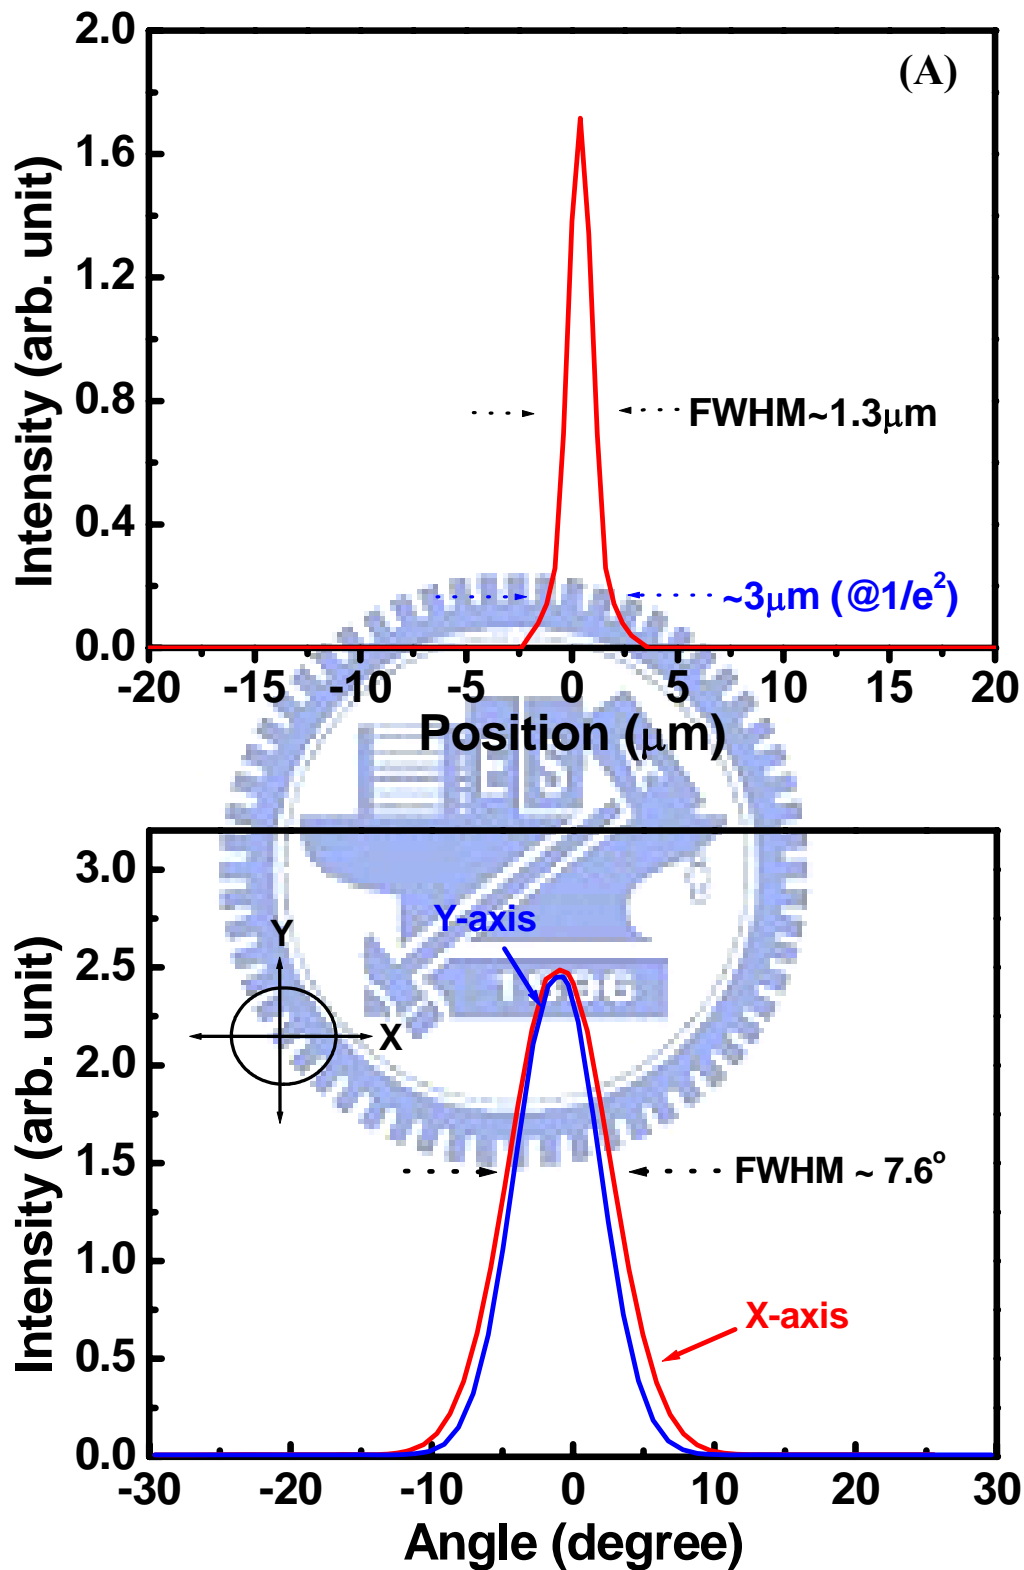 (A)
2.0
1.6
1.2
0.8
0.4
0.0
Intensity (arb. unit)
FWHM~1.3μm
~3μm (@1/e²)
-20 -15 -10 -5 0 5 10 15 20
Position (μm)
ES
1896
3.0
2.5
2.0
1.5
1.0
0.5
0.0
Intensity (arb. unit)
Y-axis
Y
X
FWHM ~ 7.6°
X-axis
-30 -20 -10 0 10 20 30
Angle (degree)